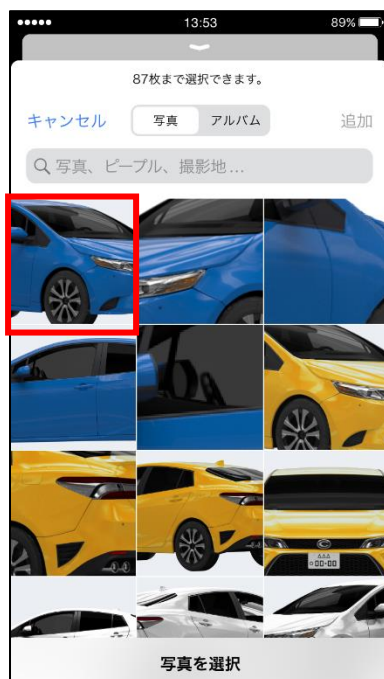 13:53 89%
87枚まで選択できます。
キャンセル 写真 アルバム 追加
写真、ピープル、撮影地...
写真を選択